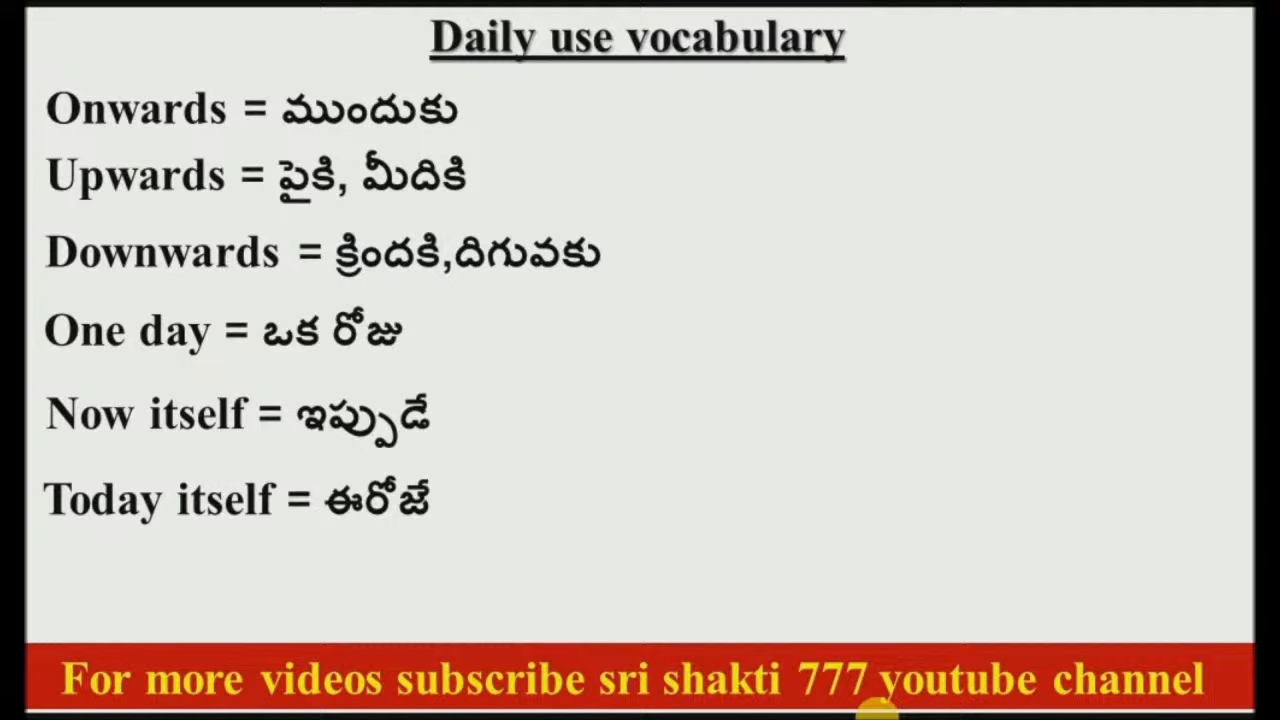 Daily use vocabulary
Onwards = ముందుకు
Upwards = పైకి, మీదికి
Downwards = క్రిందకి,దిగువకు
One day = ఒక రోజు
Now itself = ఇప్పుడే
Today itself = ఈరోజే
For more videos subscribe sri shakti 777 youtube channel